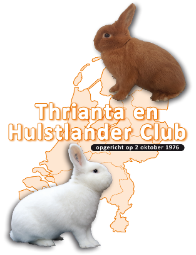 Thrianta en
Hulstlander Club
opgericht op 2 oktober 1976